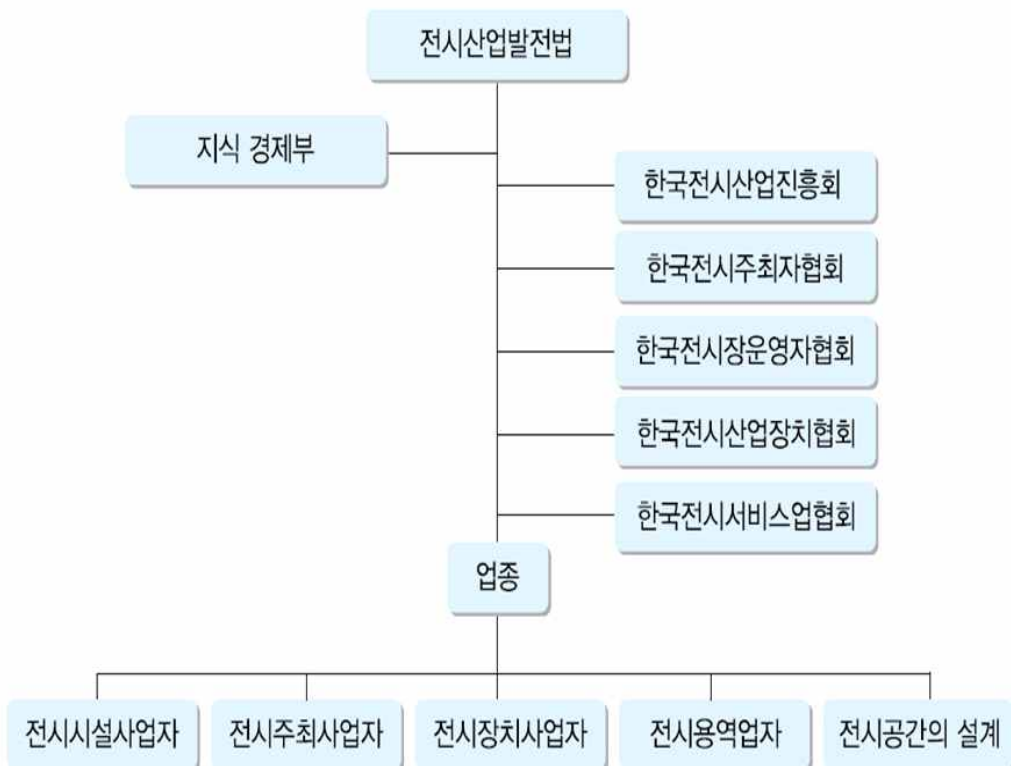 전시산업발전법
지식 경제부
한국전시산업진흥회
한국전시주최자협회
한국전시장운영자협회
한국전시산업장치협회
한국전시서비스업협회
업종
전시시설사업자
전시주최사업자
전시장치사업자
전시용역업자
전시공간의 설계